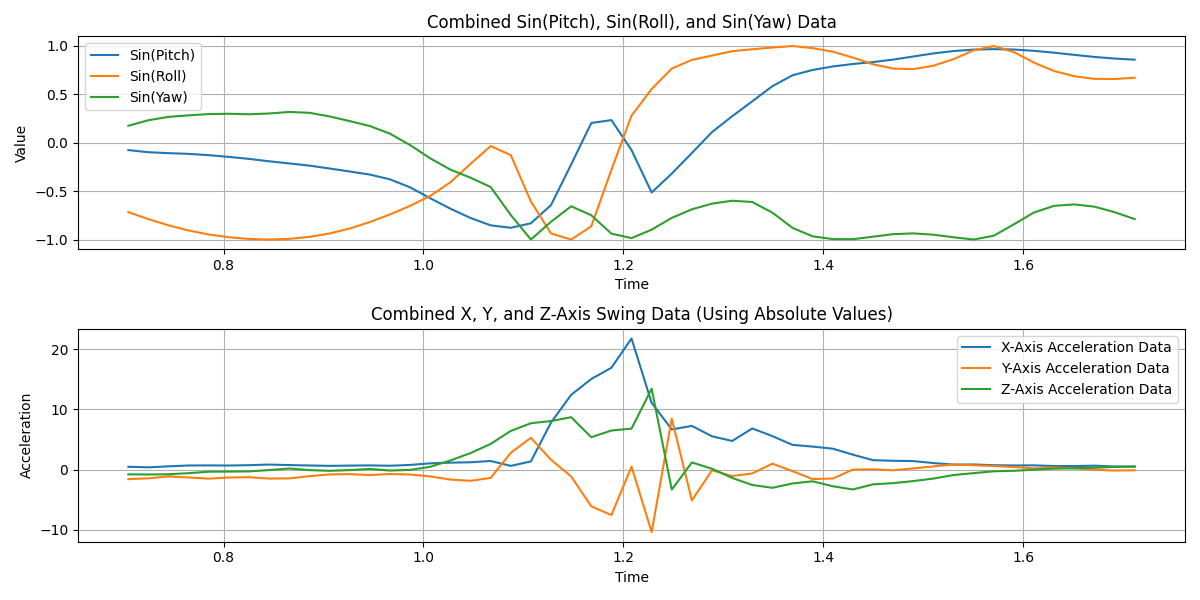 Combined Sin(Pitch), Sin(Roll), and Sin(Yaw) Data
Sin(Pitch)
Sin(Roll)
Sin(Yaw)
Value
1.0
0.5
0.0
−0.5
−1.0
0.8
1.0
1.2
1.4
1.6
Time
Combined X, Y, and Z-Axis Swing Data (Using Absolute Values)
X-Axis Acceleration Data
Y-Axis Acceleration Data
Z-Axis Acceleration Data
Acceleration
20
10
0
−10
0.8
1.0
1.2
1.4
1.6
Time